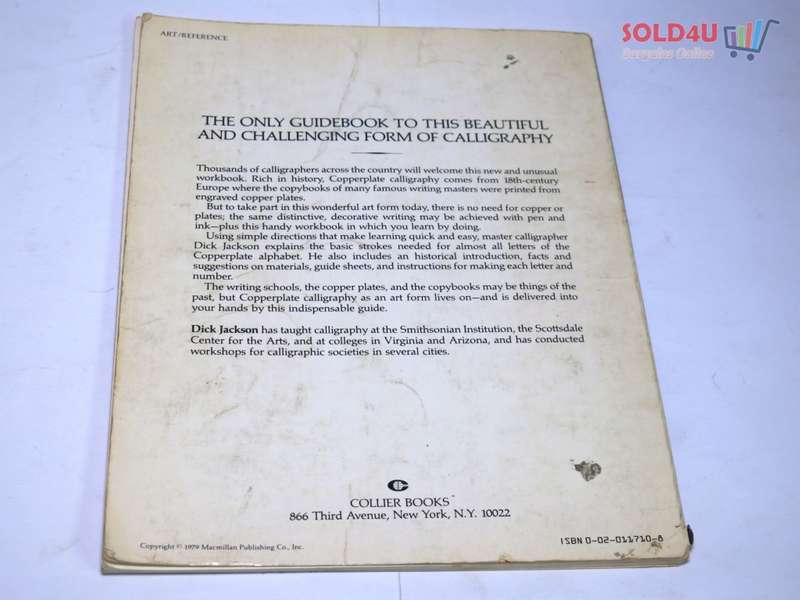 SOLD4U
Bargains Online
ART/REFERENCE
THE ONLY GUIDEBOOK TO THIS BEAUTIFUL
AND CHALLENGING FORM OF CALLIGRAPHY
Thousands of calligraphers across the country will welcome this new and unusual
workbook. Rich in history, Copperplate calligraphy comes from 18th-century
Europe where the copybooks of many famous writing masters were printed from
engraved copper plates.
But to take part in this wonderful art form today, there is no need for copper or
plates; the same distinctive, decorative writing may be achieved with pen and
ink—plus this handy workbook in which you learn by doing.
Using simple directions that make learning quick and easy, master calligrapher
Dick Jackson explains the basic strokes needed for almost all letters of the
Copperplate alphabet. He also includes an historical introduction, facts and
suggestions on materials, guide sheets, and instructions for making each letter and
number.
The writing schools, the copper plates, and the copybooks may be things of the
past, but Copperplate calligraphy as an art form lives on—and is delivered into
your hands by this indispensable guide.
Dick Jackson has taught calligraphy at the Smithsonian Institution, the Scottsdale
Center for the Arts, and at colleges in Virginia and Arizona, and has conducted
workshops for calligraphic societies in several cities.
COLLIER BOOKS
866 Third Avenue, New York, N.Y. 10022
Copyright © 1979 Macmillan Publishing Co., Inc.
ISBN 0-02-011710-8